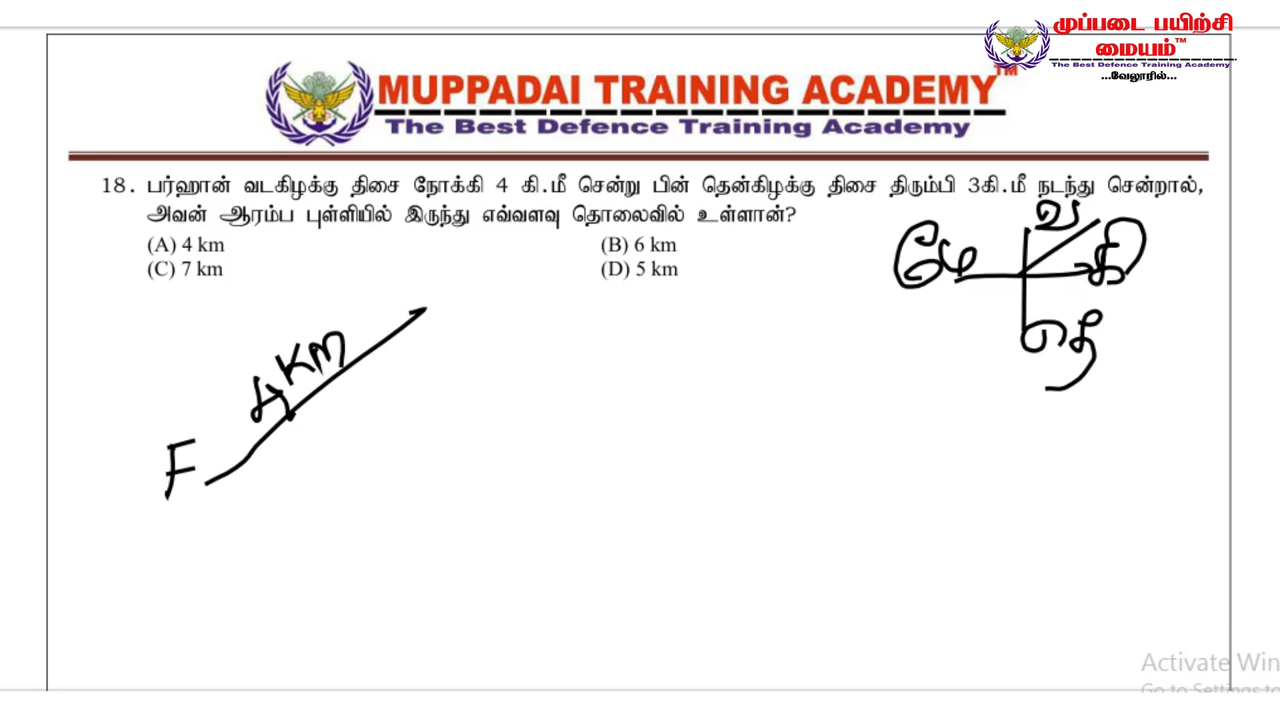 முப்படை பயிற்சி
மையம்™
The Best Defence Training Academy
...வேலூரில்...
MUPPADAI TRAINING ACADEMY™
The Best Defence Training Academy
18. பர்ஹான் வடகிழக்கு திசை நோக்கி 4 கி.மீ சென்று பின் தென்கிழக்கு திசை திரும்பி 3கி.மீ நடந்து சென்றால்,
அவன் ஆரம்ப புள்ளியில் இருந்து எவ்வளவு தொலைவில் உள்ளான்?
(A) 4 km (B) 6 km
(C) 7 km (D) 5 km
வ
மே கி
தெ
4KM
F
Activate Win
Go to Settings to